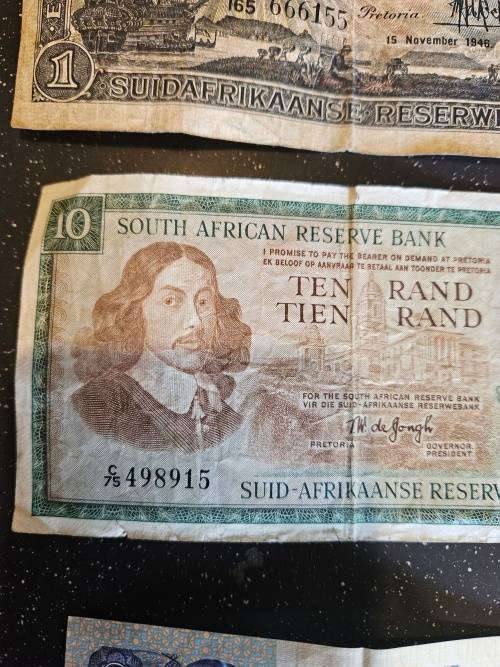 165 666155 Pretoria.
15 November 1946
1
SUIDAFRIKAANSE RESERWE
10
SOUTH AFRICAN RESERVE BANK
I PROMISE TO PAY THE BEARER ON DEMAND AT PRETORIA
EK BELOOF OP AANVRAAG TE BETAAL AAN TOONDER TE PRETORIA
TEN RAND
TIEN RAND
FOR THE SOUTH AFRICAN RESERVE BANK
VIR DIE SUID-AFRIKAANSE RESERWEBANK
TW de Jongh
PRETORIA GOVERNOR
PRESIDENT
C/75 498915
SUID-AFRIKAANSE RESERV